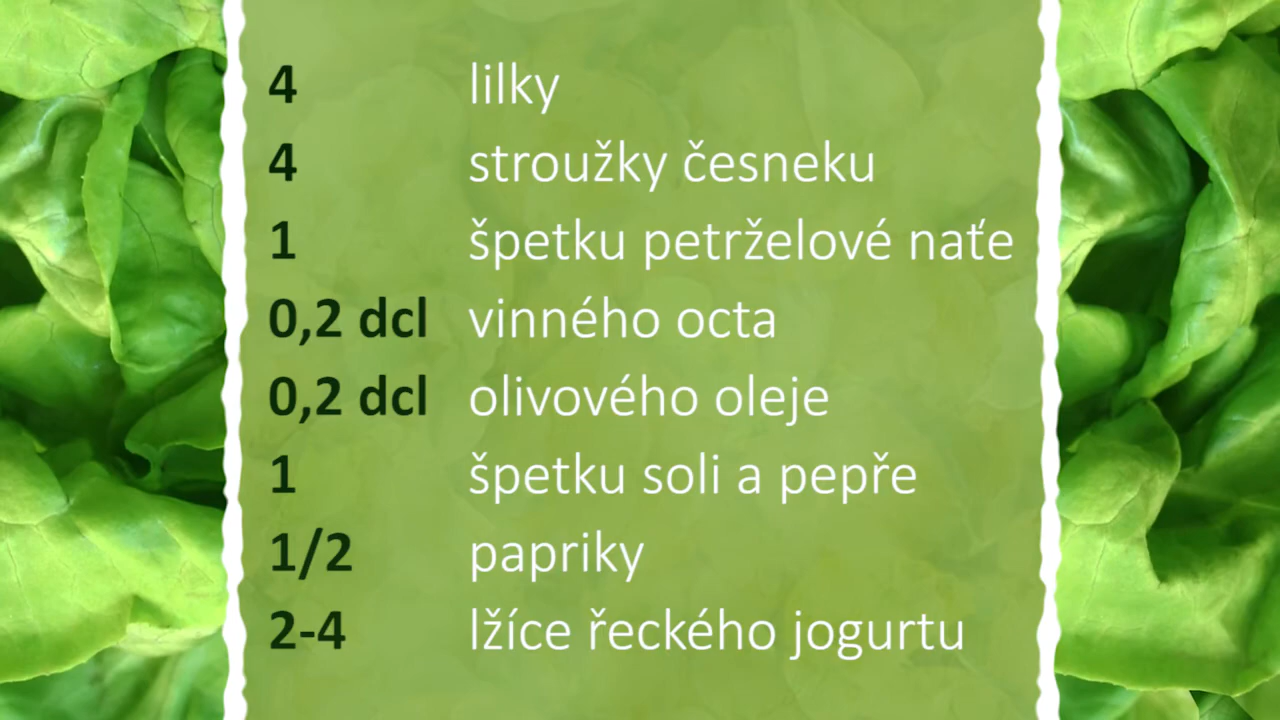 4 lilky
4 stroužky česneku
1 špetku petrželové naťe
0,2 dcl vinného octa
0,2 dcl olivového oleje
1 špetku soli a pepře
1/2 papriky
2-4 lžíce řeckého jogurtu